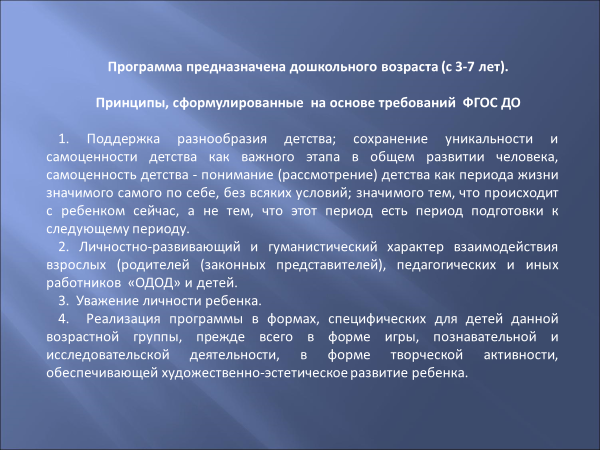 Программа предназначена дошкольного возраста (с 3-7 лет).
Принципы, сформулированные на основе требований ФГОС ДО
1. Поддержка разнообразия детства; сохранение уникальности и
самоценности детства как важного этапа в общем развитии человека,
самоценность детства - понимание (рассмотрение) детства как периода жизни
значимого самого по себе, без всяких условий; значимого тем, что происходит
с ребенком сейчас, а не тем, что этот период есть период подготовки к
следующему периоду.
2. Личностно-развивающий и гуманистический характер взаимодействия
взрослых (родителей (законных представителей), педагогических и иных
работников «ОДОД» и детей.
3. Уважение личности ребенка.
4. Реализация программы в формах, специфических для детей данной
возрастной группы, прежде всего в форме игры, познавательной и
исследовательской деятельности, в форме творческой активности,
обеспечивающей художественно-эстетическое развитие ребенка.